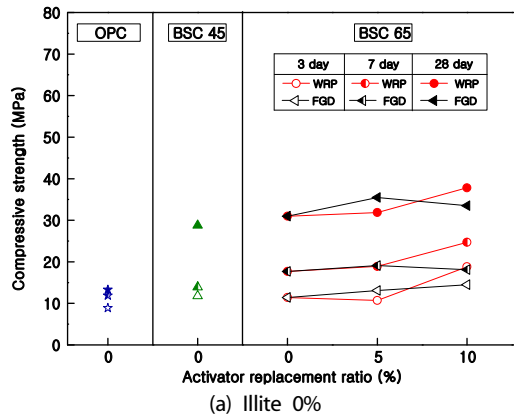 OPC BSC 45 BSC 65
3 day 7 day 28 day
WRP WRP WRP
FGD FGD FGD
80
70
60
50
40
30
20
10
0
Compressive strength (MPa)
0 0 0 5 10
Activator replacement ratio (%)
(a) Illite 0%